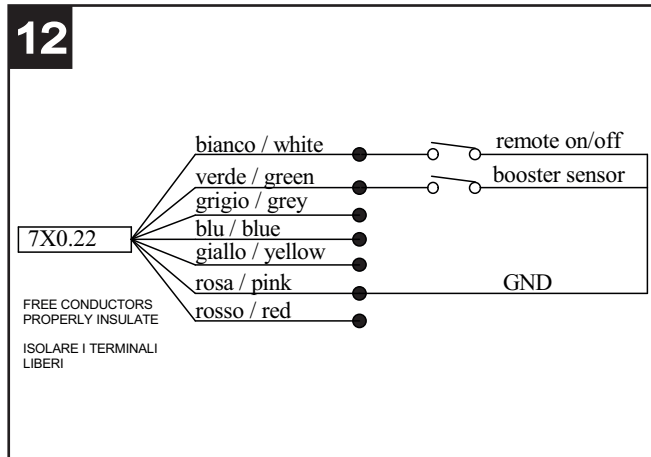 12
bianco / white
remote on/off
verde / green
booster sensor
grigio / grey
blu / blue
7X0.22
giallo / yellow
rosa / pink
GND
rosso / red
FREE CONDUCTORS
PROPERLY INSULATE
ISOLARE I TERMINALI
LIBERI